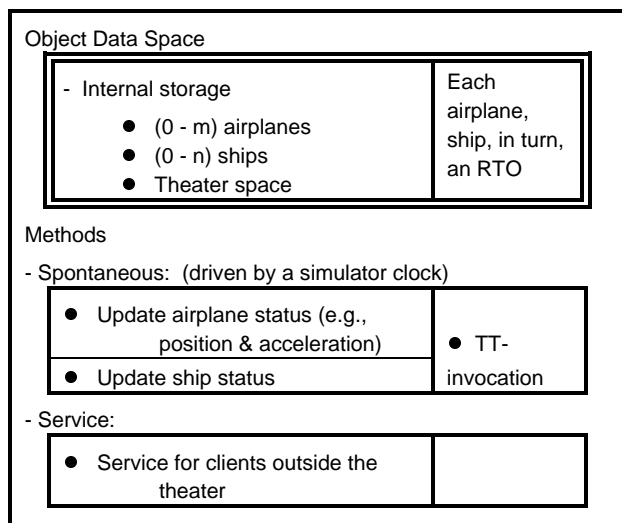 Object Data Space
- Internal storage
● (0 - m) airplanes
● (0 - n) ships
● Theater space
Each
airplane,
ship, in turn,
an RTO
Methods
- Spontaneous: (driven by a simulator clock)
● Update airplane status (e.g.,
position & acceleration)
● Update ship status
● TT-
invocation
- Service:
● Service for clients outside the
theater